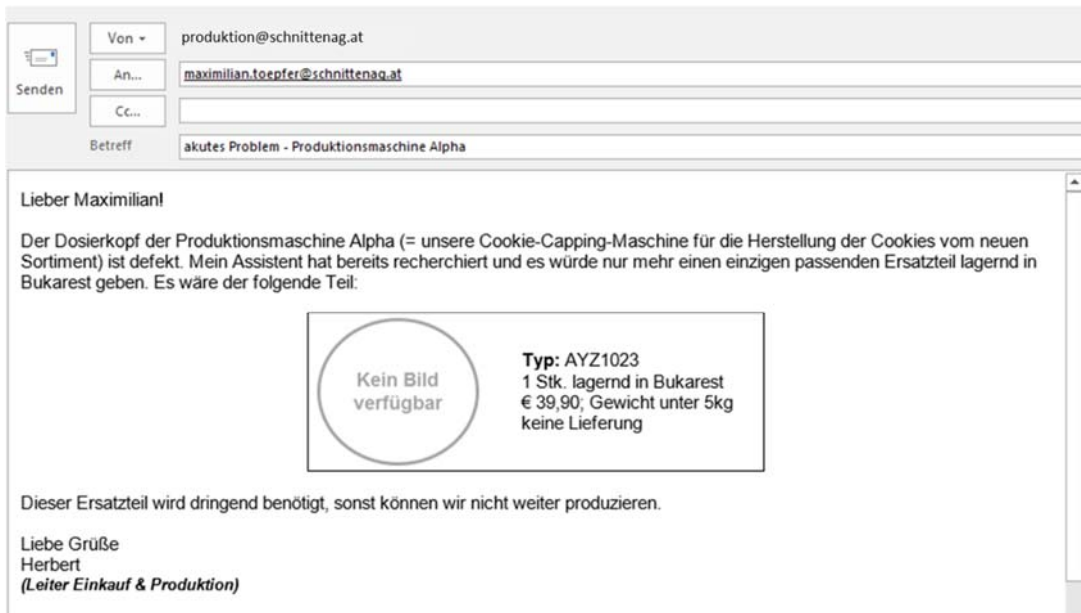 Von
produktion@schnittenag.at
Senden
An...
maximilian.toepfer@schnittenag.at
Cc...
Betreff
akutes Problem - Produktionsmaschine Alpha
Lieber Maximilian!
Der Dosierkopf der Produktionsmaschine Alpha (= unsere Cookie-Capping-Maschine für die Herstellung der Cookies vom neuen
Sortiment) ist defekt. Mein Assistent hat bereits recherchiert und es würde nur mehr einen einzigen passenden Ersatzteil lagernd in
Bukarest geben. Es wäre der folgende Teil:
Kein Bild
verfügbar
Typ: AYZ1023
1 Stk. lagernd in Bukarest
€ 39,90; Gewicht unter 5kg
keine Lieferung
Dieser Ersatzteil wird dringend benötigt, sonst können wir nicht weiter produzieren.
Liebe Grüße
Herbert
(Leiter Einkauf & Produktion)